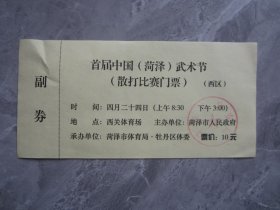 首届中国（菏泽）武术节
（散打比赛门票）（西区）
副券
时　间：四月二十四日（上午8:30　下午3:00）
地　点：西关体育场　主办单位：菏泽市人民政府
承办单位：菏泽市体育局·牡丹区体委　票价：10元